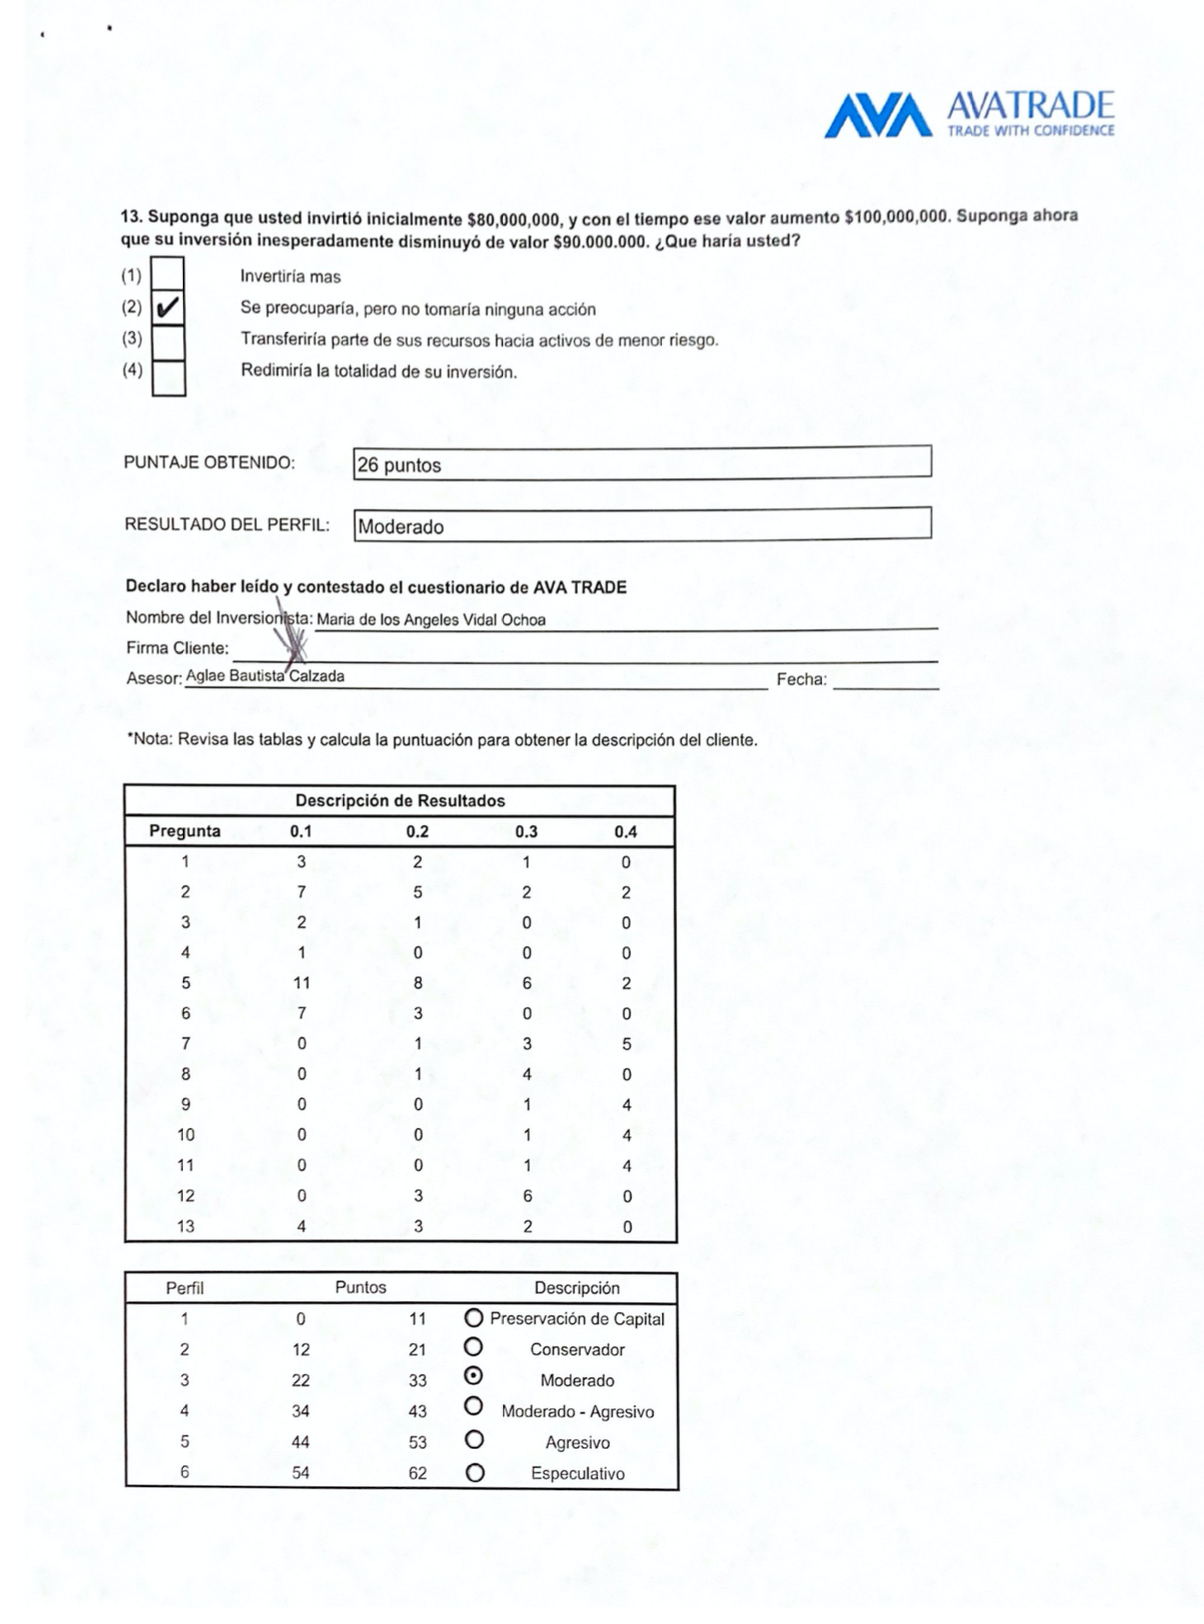 AVA AVATRADE
TRADE WITH CONFIDENCE
13. Suponga que usted invirtió inicialmente $80,000,000, y con el tiempo ese valor aumento $100,000,000. Suponga ahora
que su inversión inesperadamente disminuyó de valor $90.000.000. ¿Que haría usted?
(1) Invertiría mas
(2) ✓ Se preocuparía, pero no tomaría ninguna acción
(3) Transferiría parte de sus recursos hacia activos de menor riesgo.
(4) Redimiría la totalidad de su inversión.
PUNTAJE OBTENIDO: 26 puntos
RESULTADO DEL PERFIL: Moderado
Declaro haber leído y contestado el cuestionario de AVA TRADE
Nombre del Inversionista: Maria de los Angeles Vidal Ochoa
Firma Cliente:
Asesor: Aglae Bautista Calzada Fecha:
*Nota: Revisa las tablas y calcula la puntuación para obtener la descripción del cliente.
Descripción de Resultados
Pregunta 0.1 0.2 0.3 0.4
1 3 2 1 0
2 7 5 2 2
3 2 1 0 0
4 1 0 0 0
5 11 8 6 2
6 7 3 0 0
7 0 1 3 5
8 0 1 4 0
9 0 0 1 4
10 0 0 1 4
11 0 0 1 4
12 0 3 6 0
13 4 3 2 0
Perfil Puntos Descripción
1 0 11 Preservación de Capital
2 12 21 Conservador
3 22 33 Moderado
4 34 43 Moderado - Agresivo
5 44 53 Agresivo
6 54 62 Especulativo